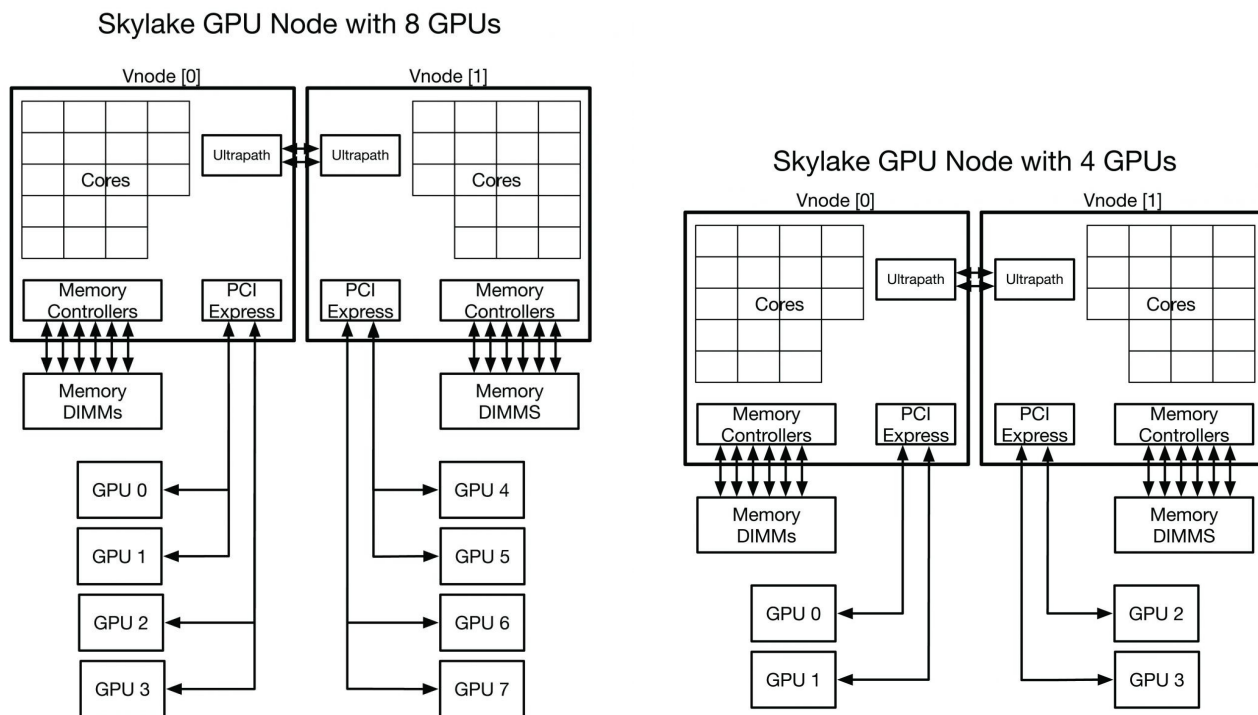 Skylake GPU Node with 8 GPUs
Vnode [0]
Vnode [1]
Cores
Ultrapath
Ultrapath
Cores
Memory
Controllers
PCI
Express
PCI
Express
Memory
Controllers
Memory
DIMMs
Memory
DIMMS
GPU 0
GPU 4
GPU 1
GPU 5
GPU 2
GPU 6
GPU 3
GPU 7
Skylake GPU Node with 4 GPUs
Vnode [0]
Vnode [1]
Cores
Ultrapath
Ultrapath
Cores
Memory
Controllers
PCI
Express
PCI
Express
Memory
Controllers
Memory
DIMMs
Memory
DIMMS
GPU 0
GPU 2
GPU 1
GPU 3